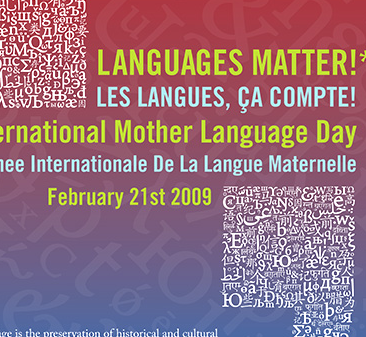 LANGUAGES MATTER!*
LES LANGUES, ÇA COMPTE!
ernational Mother Language Day
nee Internationale De La Langue Maternelle
February 21st 2009
ge is the preservation of historical and cultural